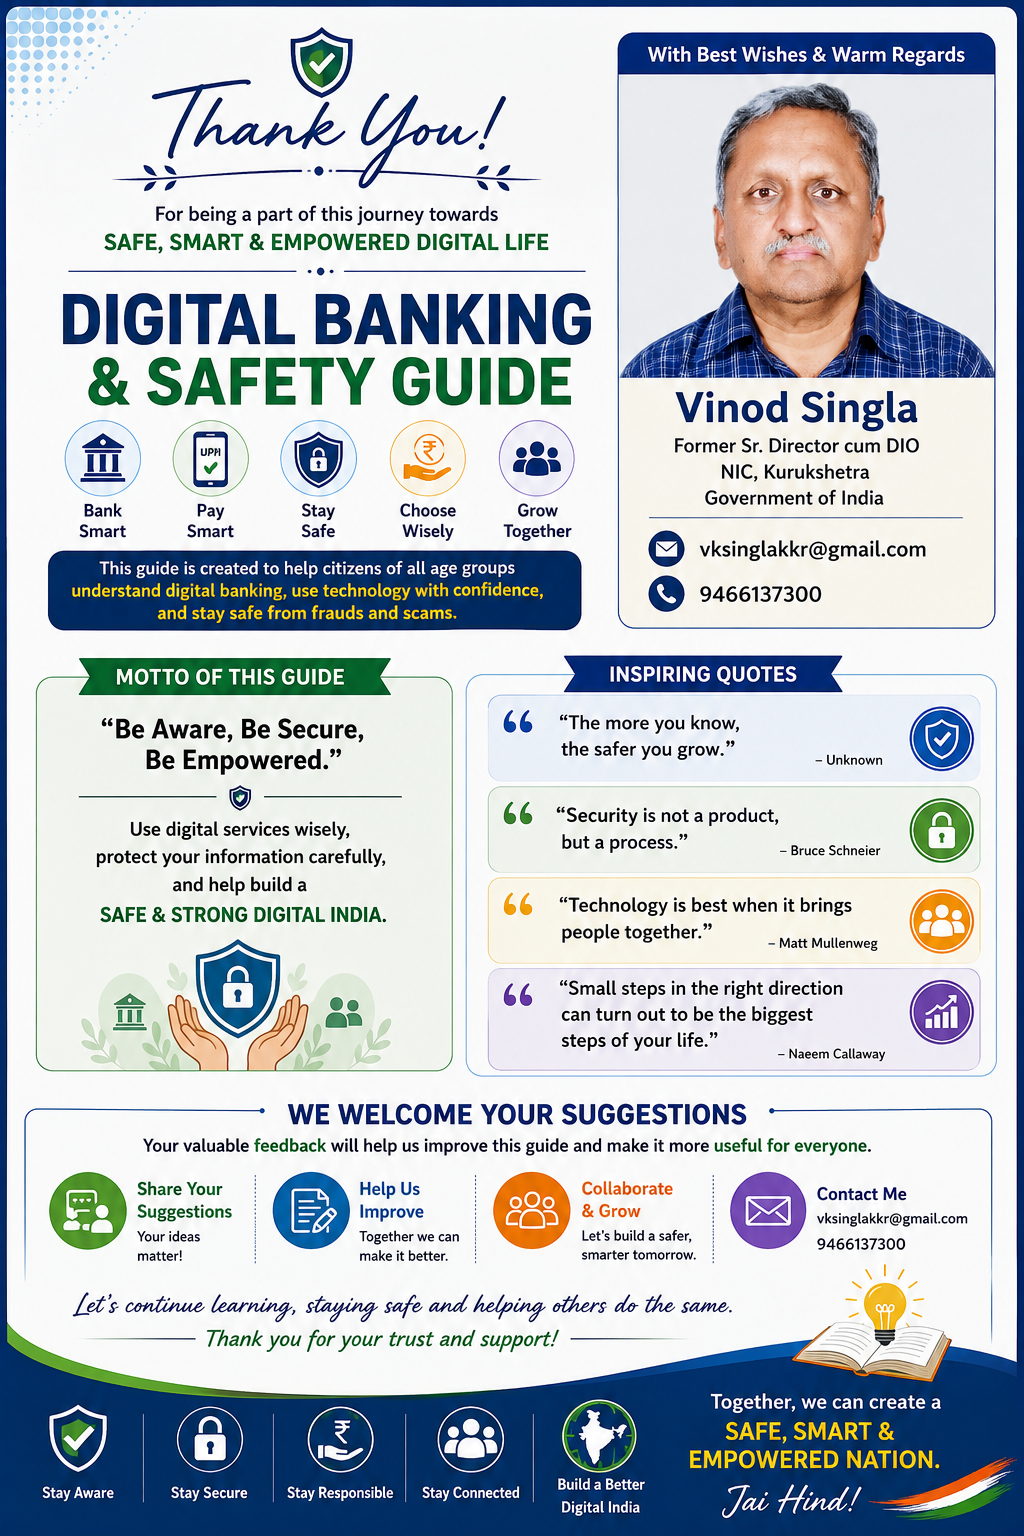 Thank You!
For being a part of this journey towards
SAFE, SMART & EMPOWERED DIGITAL LIFE
DIGITAL BANKING
& SAFETY GUIDE
UPI
Bank
Smart
Pay
Smart
Stay
Safe
₹
Choose
Wisely
Grow
Together
This guide is created to help citizens of all age groups
understand digital banking, use technology with confidence,
and stay safe from frauds and scams.
With Best Wishes & Warm Regards
Vinod Singla
Former Sr. Director cum DIO
NIC, Kurukshetra
Government of India
vksinglakkr@gmail.com
9466137300
MOTTO OF THIS GUIDE
“Be Aware, Be Secure,
Be Empowered.”
Use digital services wisely,
protect your information carefully,
and help build a
SAFE & STRONG DIGITAL INDIA.
INSPIRING QUOTES
“The more you know,
the safer you grow.”
– Unknown
“Security is not a product,
but a process.”
– Bruce Schneier
“Technology is best when it brings
people together.”
– Matt Mullenweg
“Small steps in the right direction
can turn out to be the biggest
steps of your life.”
– Naeem Callaway
WE WELCOME YOUR SUGGESTIONS
Your valuable feedback will help us improve this guide and make it more useful for everyone.
Share Your
Suggestions
Your ideas
matter!
Help Us
Improve
Together we can
make it better.
Collaborate
& Grow
Let's build a safer,
smarter tomorrow.
Contact Me
vksinglakkr@gmail.com
9466137300
Let's continue learning, staying safe and helping others do the same.
Thank you for your trust and support!
Stay Aware
Stay Secure
₹
Stay Responsible
Stay Connected
Build a Better
Digital India
Together, we can create a
SAFE, SMART &
EMPOWERED NATION.
Jai Hind!